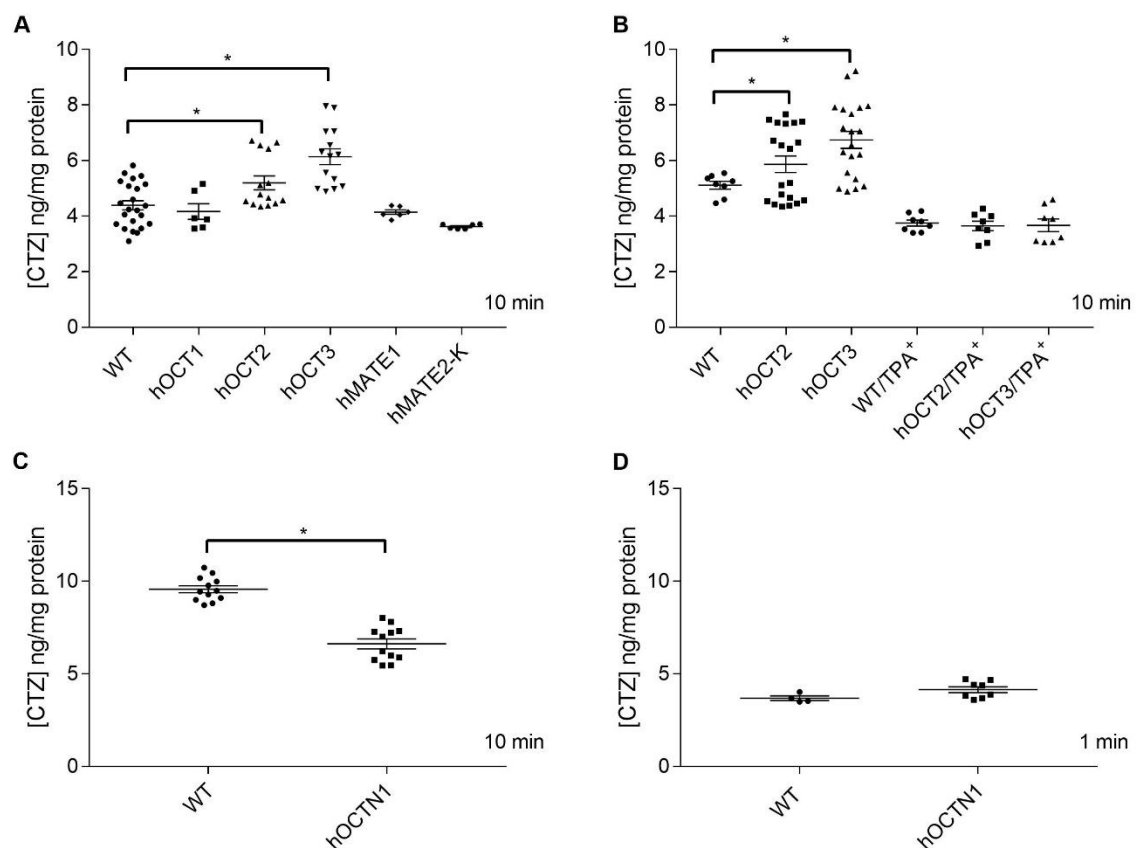 A
[CTZ] ng/mg protein
10
8
6
4
2
0
*
*
10 min
WT
hOCT1
hOCT2
hOCT3
hMATE1
hMATE2-K
B
[CTZ] ng/mg protein
10
8
6
4
2
0
*
*
10 min
WT
hOCT2
hOCT3
WT/TPA⁺
hOCT2/TPA⁺
hOCT3/TPA⁺
C
[CTZ] ng/mg protein
15
10
5
0
*
10 min
WT
hOCTN1
D
[CTZ] ng/mg protein
15
10
5
0
1 min
WT
hOCTN1